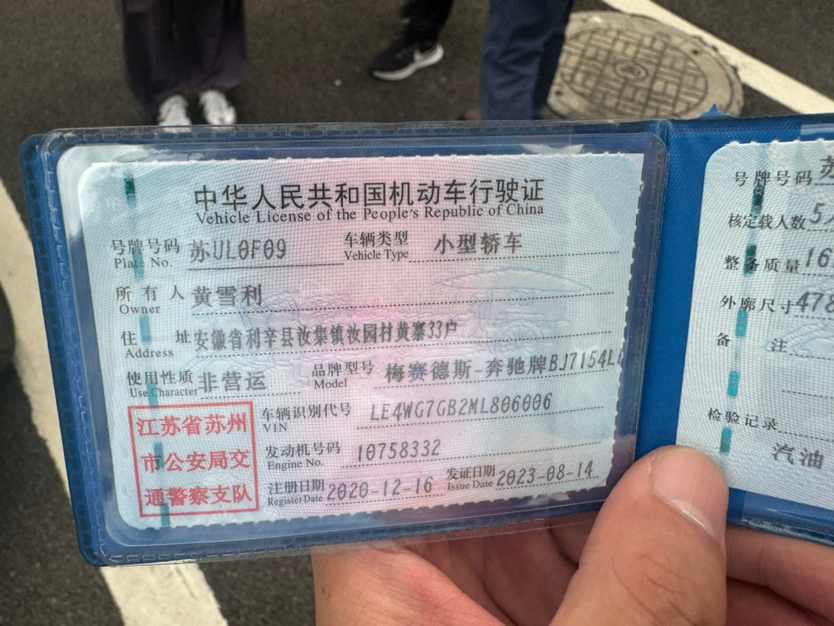 中华人民共和国机动车行驶证
Vehicle License of the People's Republic of China
号牌号码 苏UL0F09 车辆类型 小型轿车
Plate No. Vehicle Type
所有人 黄雪利
Owner
住址 安徽省利辛县汝集镇汝园村黄寨33户
Address
使用性质 非营运 品牌型号 梅赛德斯-奔驰牌BJ7154L
Use Character Model
江苏省苏州
市公安局交
通警察支队
车辆识别代号 LE4WG7GB2ML806006
VIN
发动机号码 10758332
Engine No.
注册日期 2020-12-16 发证日期 2023-08-14
Register Date Issue Date
号牌号码 苏
核定载人数 5
整备质量 16
外廓尺寸 478
备注
检验记录
汽油